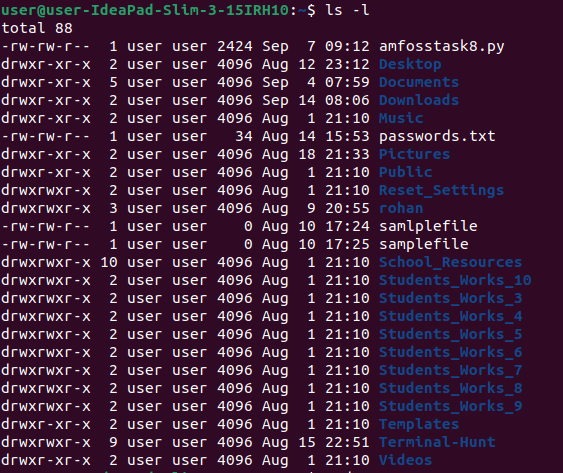 user@user-IdeaPad-Slim-3-15IRH10:~$ ls -l
total 88
-rw-rw-r--  1 user user 2424 Sep  7 09:12 amfosstask8.py
drwxr-xr-x  2 user user 4096 Aug 12 23:12 Desktop
drwxr-xr-x  5 user user 4096 Sep  4 07:59 Documents
drwxr-xr-x  2 user user 4096 Sep 14 08:06 Downloads
drwxr-xr-x  2 user user 4096 Aug  1 21:10 Music
-rw-rw-r--  1 user user   34 Aug 14 15:53 passwords.txt
drwxr-xr-x  2 user user 4096 Aug 18 21:33 Pictures
drwxr-xr-x  2 user user 4096 Aug  1 21:10 Public
drwxrwxr-x  2 user user 4096 Aug  1 21:10 Reset_Settings
drwxrwxr-x  3 user user 4096 Aug  9 20:55 rohan
-rw-rw-r--  1 user user    0 Aug 10 17:24 samlplefile
-rw-rw-r--  1 user user    0 Aug 10 17:25 samplefile
drwxrwxr-x 10 user user 4096 Aug  1 21:10 School_Resources
drwxrwxr-x  2 user user 4096 Aug  1 21:10 Students_Works_10
drwxrwxr-x  2 user user 4096 Aug  1 21:10 Students_Works_3
drwxrwxr-x  2 user user 4096 Aug  1 21:10 Students_Works_4
drwxrwxr-x  2 user user 4096 Aug  1 21:10 Students_Works_5
drwxrwxr-x  2 user user 4096 Aug  1 21:10 Students_Works_6
drwxrwxr-x  2 user user 4096 Aug  1 21:10 Students_Works_7
drwxrwxr-x  2 user user 4096 Aug  1 21:10 Students_Works_8
drwxrwxr-x  2 user user 4096 Aug  1 21:10 Students_Works_9
drwxr-xr-x  2 user user 4096 Aug  1 21:10 Templates
drwxrwxr-x  9 user user 4096 Aug 15 22:51 Terminal-Hunt
drwxr-xr-x  2 user user 4096 Aug  1 21:10 Videos